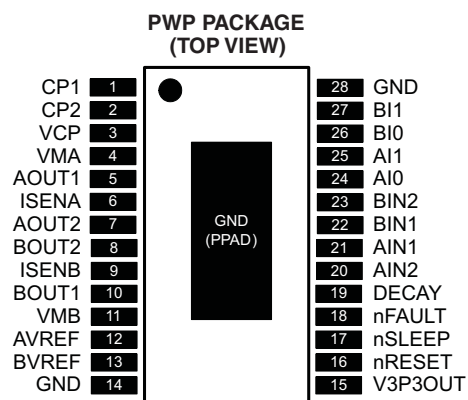 PWP PACKAGE
(TOP VIEW)
CP1 1 28 GND
CP2 2 27 BI1
VCP 3 26 BI0
VMA 4 25 AI1
AOUT1 5 24 AI0
ISENA 6 23 BIN2
AOUT2 7 GND 22 BIN1
BOUT2 8 (PPAD) 21 AIN1
ISENB 9 20 AIN2
BOUT1 10 19 DECAY
VMB 11 18 nFAULT
AVREF 12 17 nSLEEP
BVREF 13 16 nRESET
GND 14 15 V3P3OUT